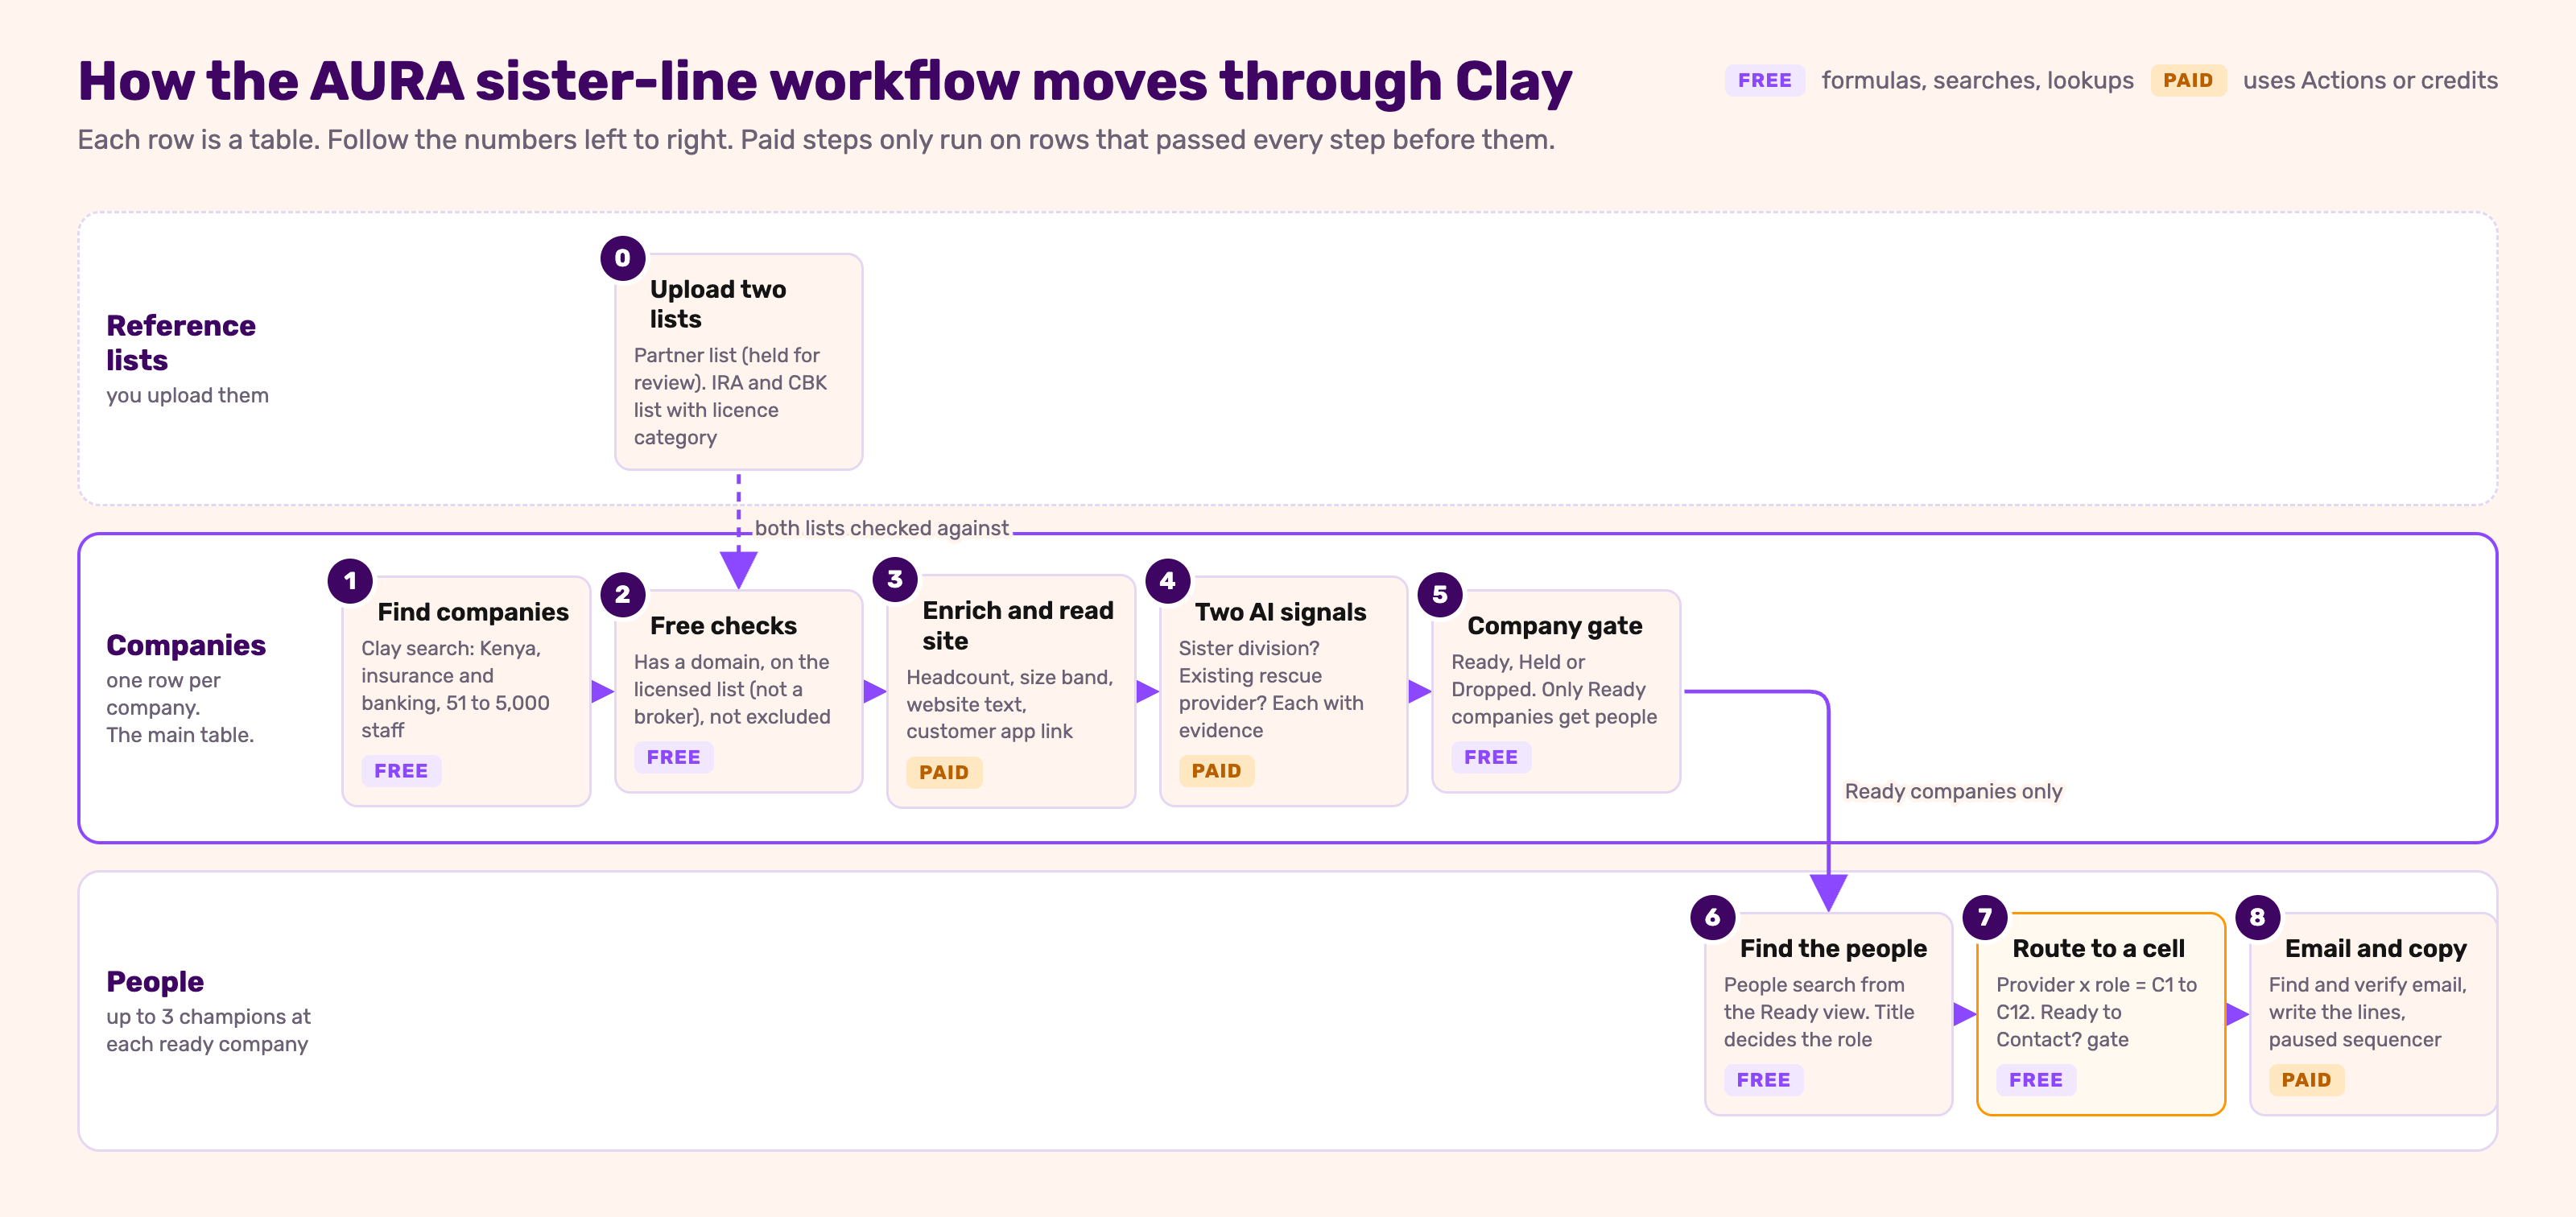 How the AURA sister-line workflow moves through Clay
FREE formulas, searches, lookups PAID uses Actions or credits
Each row is a table. Follow the numbers left to right. Paid steps only run on rows that passed every step before them.
Reference
lists
you upload them
0
Upload two
lists
Partner list (held for
review). IRA and CBK
list with licence
category
both lists checked against
Companies
one row per
company.
The main table.
1
Find companies
Clay search: Kenya,
insurance and
banking, 51 to 5,000
staff
FREE
2
Free checks
Has a domain, on the
licensed list (not a
broker), not excluded
FREE
3
Enrich and read
site
Headcount, size band,
website text,
customer app link
PAID
4
Two AI signals
Sister division?
Existing rescue
provider? Each with
evidence
PAID
5
Company gate
Ready, Held or
Dropped. Only Ready
companies get people
FREE
Ready companies only
People
up to 3 champions at
each ready company
6
Find the people
People search from
the Ready view. Title
decides the role
FREE
7
Route to a cell
Provider x role = C1 to
C12. Ready to
Contact? gate
FREE
8
Email and copy
Find and verify email,
write the lines,
paused sequencer
PAID